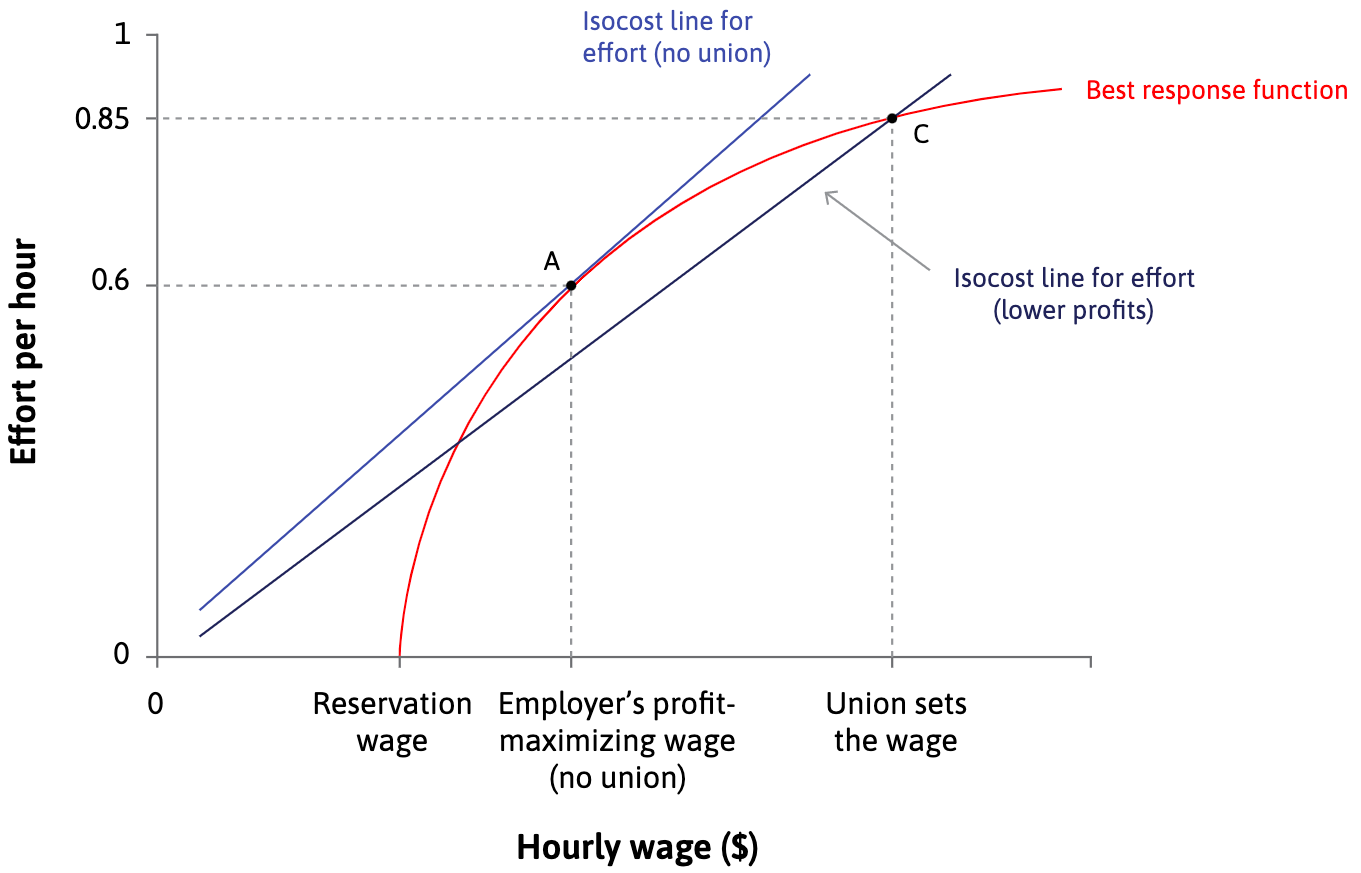 Isocost line for
effort (no union)
1
Best response function
0.85
C
A
0.6
Isocost line for effort
(lower profits)
Effort per hour
0
0
Reservation
wage
Employer’s profit-
maximizing wage
(no union)
Union sets
the wage
Hourly wage ($)